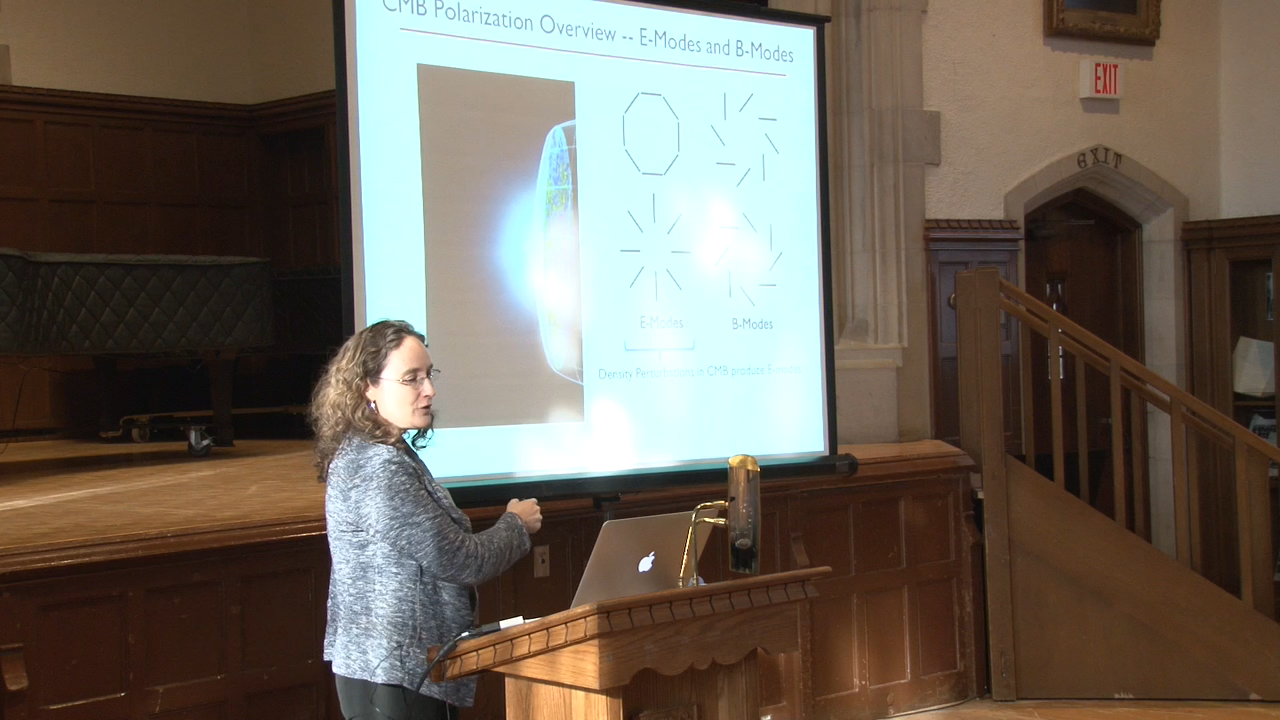 CMB Polarization Overview -- E-Modes and B-Modes
EXIT
EXIT
E-Modes
B-Modes
Density Perturbations in CMB produce E-modes